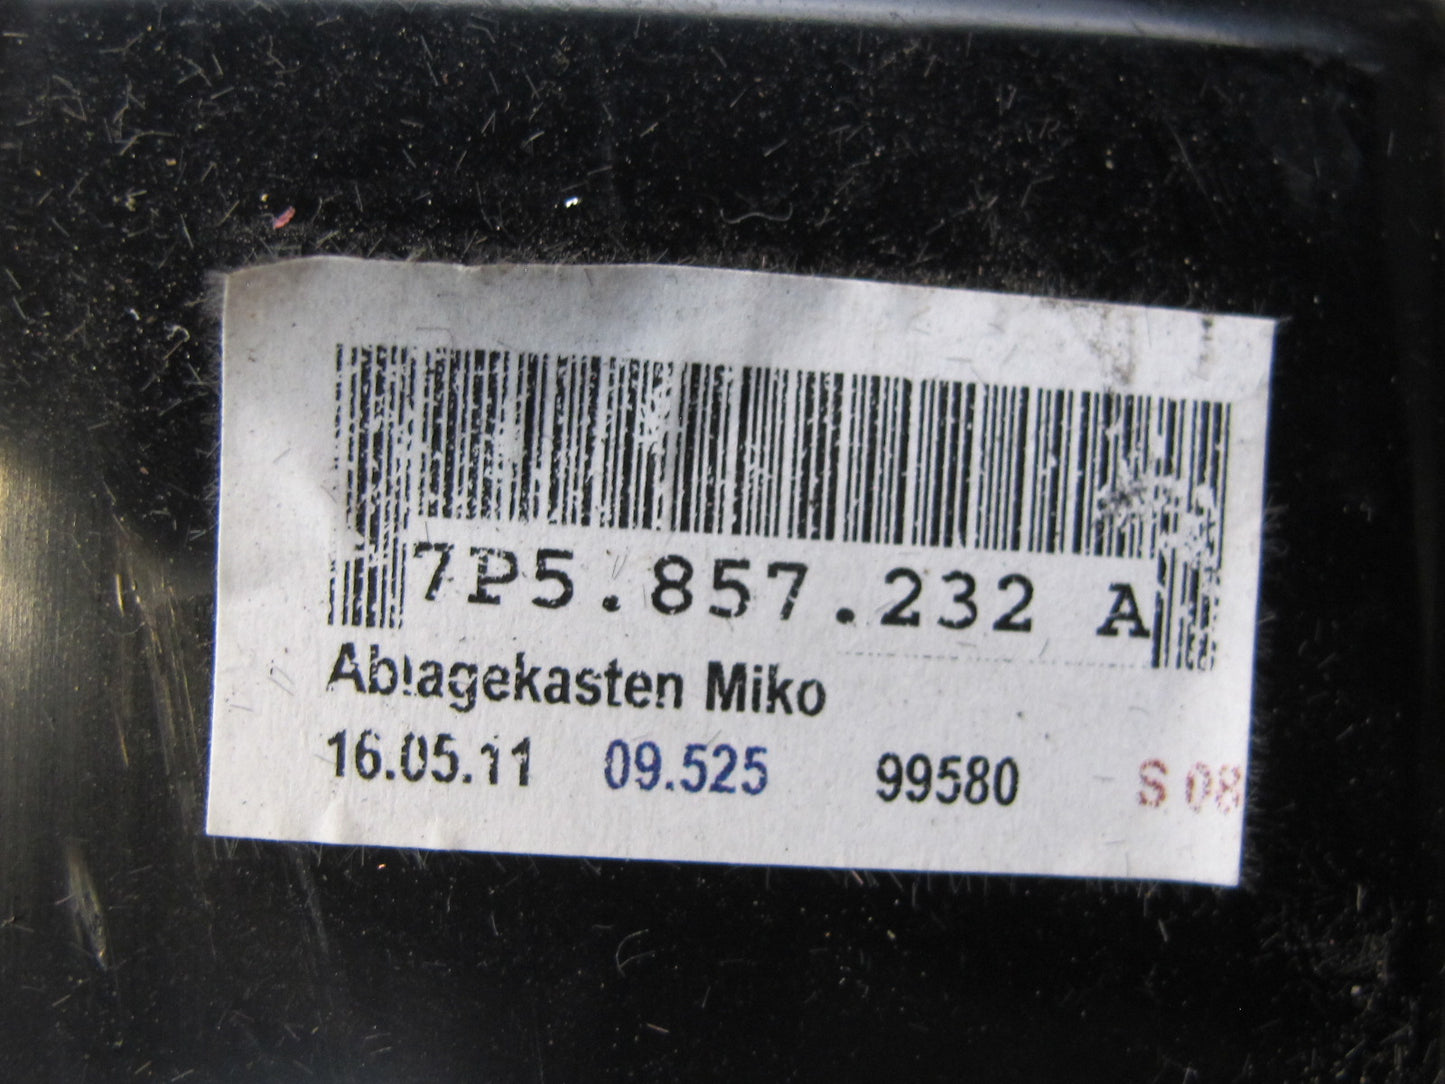 7P5.857.232 A
Ablagekasten Miko
16.05.11 09.525 99580 S 08